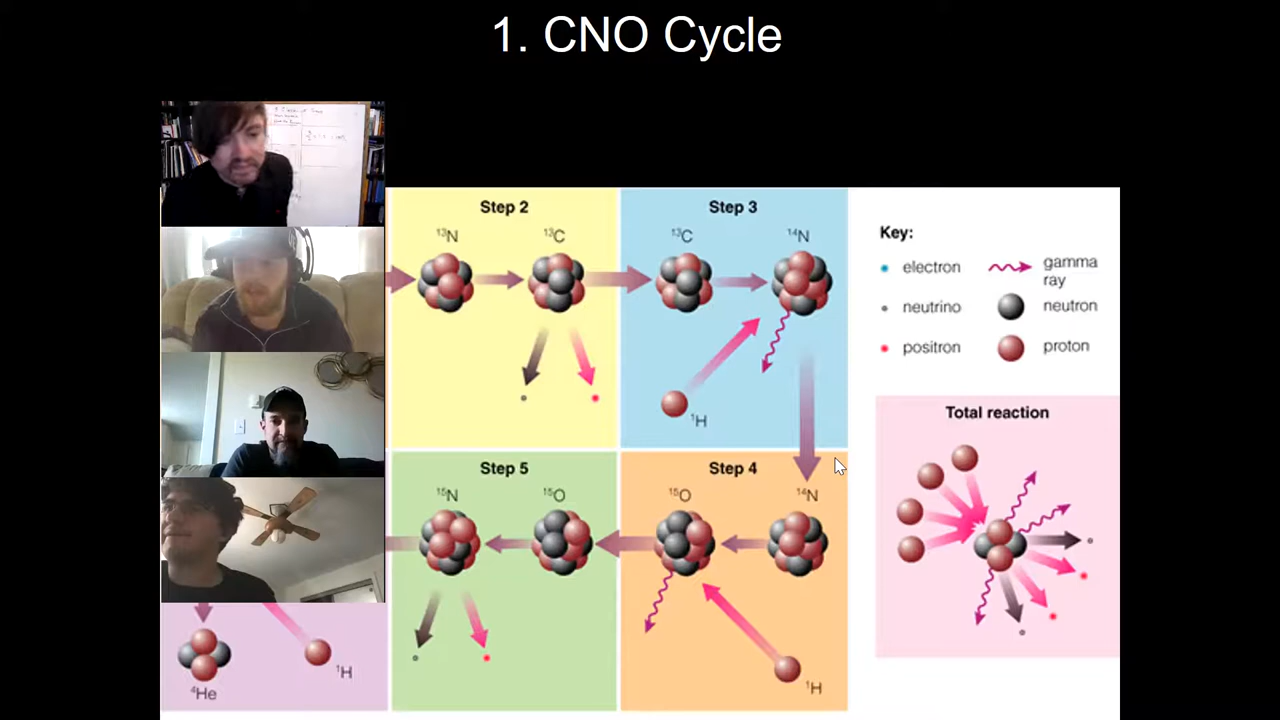 1. CNO Cycle
Step 2
¹³N
¹³C
Step 3
¹³C
¹⁴N
¹H
Key:
electron
gamma
ray
neutrino
neutron
positron
proton
Step 5
¹⁵N
¹⁵O
Step 4
¹⁵O
¹⁴N
¹H
Total reaction
⁴He
¹H